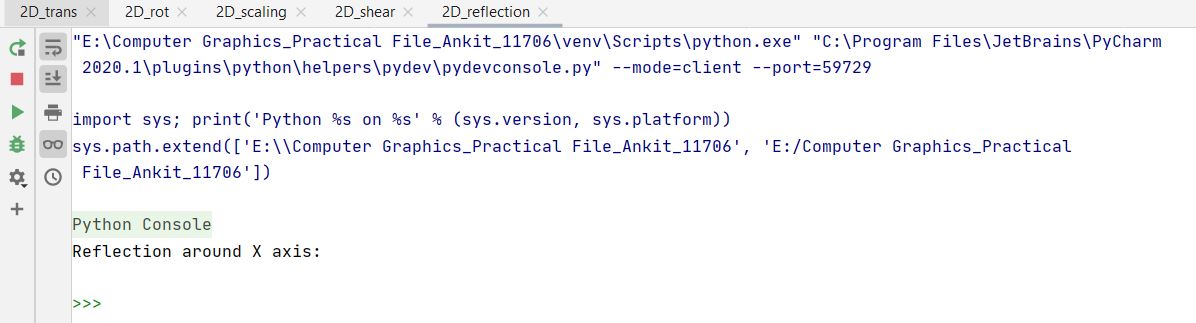 2D_trans 2D_rot 2D_scaling 2D_shear 2D_reflection
"E:\Computer Graphics_Practical File_Ankit_11706\venv\Scripts\python.exe" "C:\Program Files\JetBrains\PyCharm
2020.1\plugins\python\helpers\pydev\pydevconsole.py" --mode=client --port=59729
import sys; print('Python %s on %s' % (sys.version, sys.platform))
sys.path.extend(['E:\\Computer Graphics_Practical File_Ankit_11706', 'E:/Computer Graphics_Practical
File_Ankit_11706'])
Python Console
Reflection around X axis:
>>>